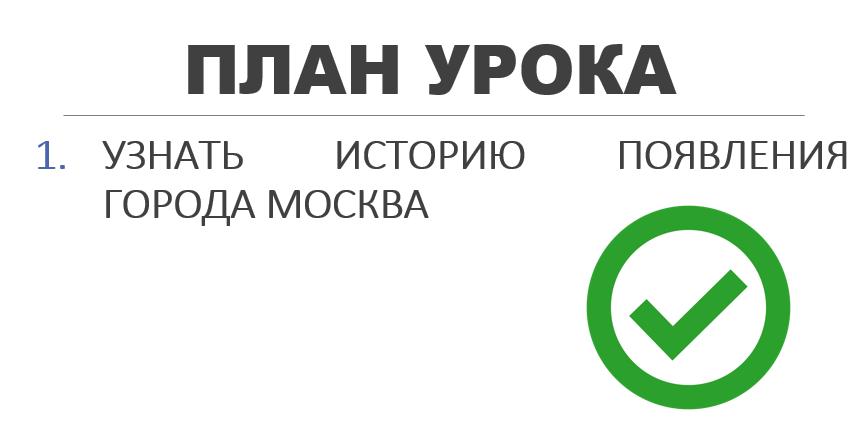 ПЛАН УРОКА
1. УЗНАТЬ ИСТОРИЮ ПОЯВЛЕНИЯ
ГОРОДА МОСКВА